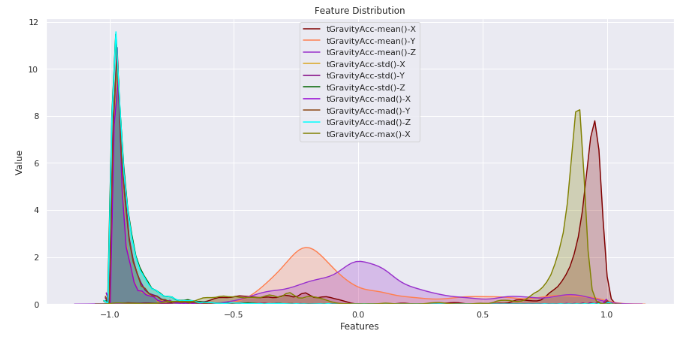 Feature Distribution
12
10
8
6
4
2
0
Value
tGravityAcc-mean()-X
tGravityAcc-mean()-Y
tGravityAcc-mean()-Z
tGravityAcc-std()-X
tGravityAcc-std()-Y
tGravityAcc-std()-Z
tGravityAcc-mad()-X
tGravityAcc-mad()-Y
tGravityAcc-mad()-Z
tGravityAcc-max()-X
−1.0 −0.5 0.0 0.5 1.0
Features